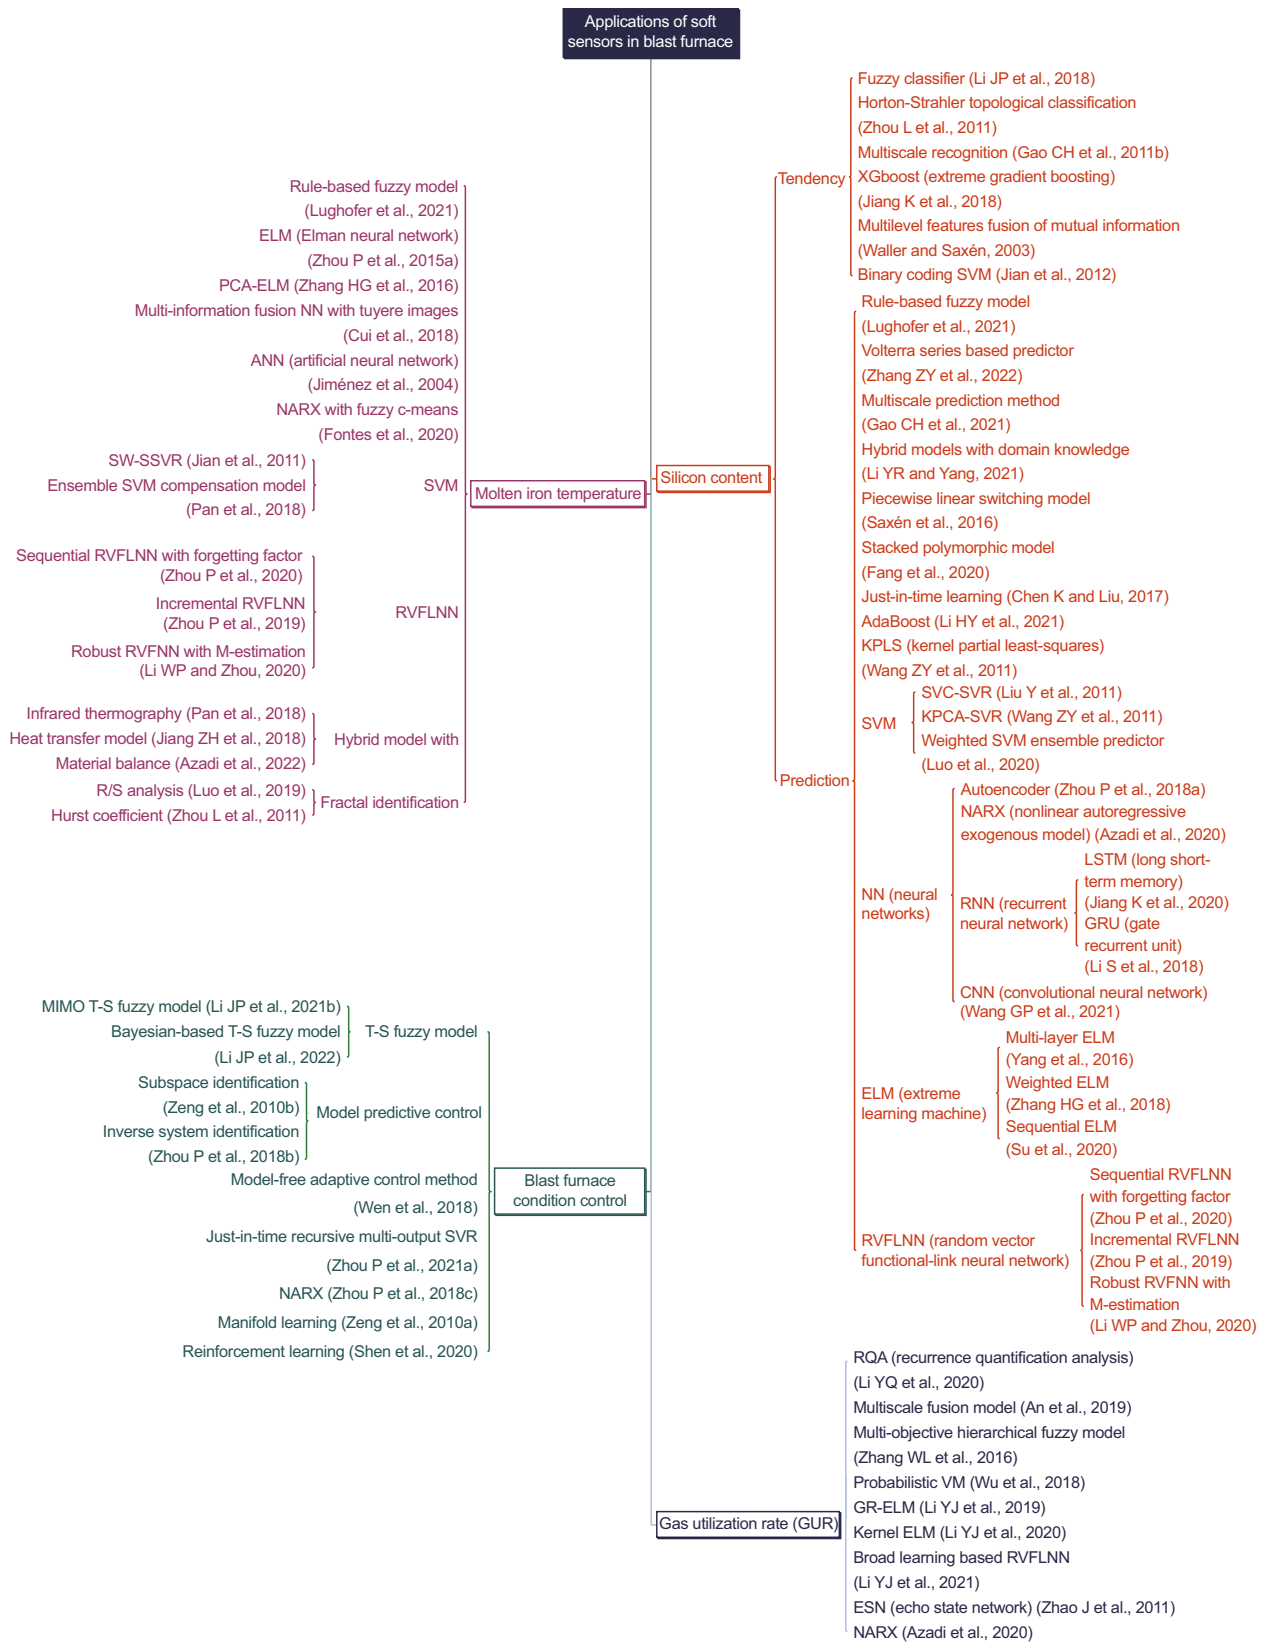 Applications of soft
sensors in blast furnace
Rule-based fuzzy model
(Lughofer et al., 2021)
ELM (Elman neural network)
(Zhou P et al., 2015a)
PCA-ELM (Zhang HG et al., 2016)
Multi-information fusion NN with tuyere images
(Cui et al., 2018)
ANN (artificial neural network)
(Jiménez et al., 2004)
NARX with fuzzy c-means
(Fontes et al., 2020)
SW-SSVR (Jian et al., 2011)
Ensemble SVM compensation model
(Pan et al., 2018)
SVM
Sequential RVFLNN with forgetting factor
(Zhou P et al., 2020)
Incremental RVFLNN
(Zhou P et al., 2019)
Robust RVFNN with M-estimation
(Li WP and Zhou, 2020)
RVFLNN
Infrared thermography (Pan et al., 2018)
Heat transfer model (Jiang ZH et al., 2018)
Material balance (Azadi et al., 2022)
Hybrid model with
R/S analysis (Luo et al., 2019)
Hurst coefficient (Zhou L et al., 2011)
Fractal identification
Molten iron temperature
Silicon content
Tendency
Fuzzy classifier (Li JP et al., 2018)
Horton-Strahler topological classification
(Zhou L et al., 2011)
Multiscale recognition (Gao CH et al., 2011b)
XGboost (extreme gradient boosting)
(Jiang K et al., 2018)
Multilevel features fusion of mutual information
(Waller and Saxén, 2003)
Binary coding SVM (Jian et al., 2012)
Prediction
Rule-based fuzzy model
(Lughofer et al., 2021)
Volterra series based predictor
(Zhang ZY et al., 2022)
Multiscale prediction method
(Gao CH et al., 2021)
Hybrid models with domain knowledge
(Li YR and Yang, 2021)
Piecewise linear switching model
(Saxén et al., 2016)
Stacked polymorphic model
(Fang et al., 2020)
Just-in-time learning (Chen K and Liu, 2017)
AdaBoost (Li HY et al., 2021)
KPLS (kernel partial least-squares)
(Wang ZY et al., 2011)
SVM
SVC-SVR (Liu Y et al., 2011)
KPCA-SVR (Wang ZY et al., 2011)
Weighted SVM ensemble predictor
(Luo et al., 2020)
NN (neural
networks)
Autoencoder (Zhou P et al., 2018a)
NARX (nonlinear autoregressive
exogenous model) (Azadi et al., 2020)
RNN (recurrent
neural network)
LSTM (long short-
term memory)
(Jiang K et al., 2020)
GRU (gate
recurrent unit)
(Li S et al., 2018)
CNN (convolutional neural network)
(Wang GP et al., 2021)
ELM (extreme
learning machine)
Multi-layer ELM
(Yang et al., 2016)
Weighted ELM
(Zhang HG et al., 2018)
Sequential ELM
(Su et al., 2020)
RVFLNN (random vector
functional-link neural network)
Sequential RVFLNN
with forgetting factor
(Zhou P et al., 2020)
Incremental RVFLNN
(Zhou P et al., 2019)
Robust RVFNN with
M-estimation
(Li WP and Zhou, 2020)
MIMO T-S fuzzy model (Li JP et al., 2021b)
Bayesian-based T-S fuzzy model
(Li JP et al., 2022)
T-S fuzzy model
Subspace identification
(Zeng et al., 2010b)
Inverse system identification
(Zhou P et al., 2018b)
Model predictive control
Model-free adaptive control method
(Wen et al., 2018)
Just-in-time recursive multi-output SVR
(Zhou P et al., 2021a)
NARX (Zhou P et al., 2018c)
Manifold learning (Zeng et al., 2010a)
Reinforcement learning (Shen et al., 2020)
Blast furnace
condition control
Gas utilization rate (GUR)
RQA (recurrence quantification analysis)
(Li YQ et al., 2020)
Multiscale fusion model (An et al., 2019)
Multi-objective hierarchical fuzzy model
(Zhang WL et al., 2016)
Probabilistic VM (Wu et al., 2018)
GR-ELM (Li YJ et al., 2019)
Kernel ELM (Li YJ et al., 2020)
Broad learning based RVFLNN
(Li YJ et al., 2021)
ESN (echo state network) (Zhao J et al., 2011)
NARX (Azadi et al., 2020)